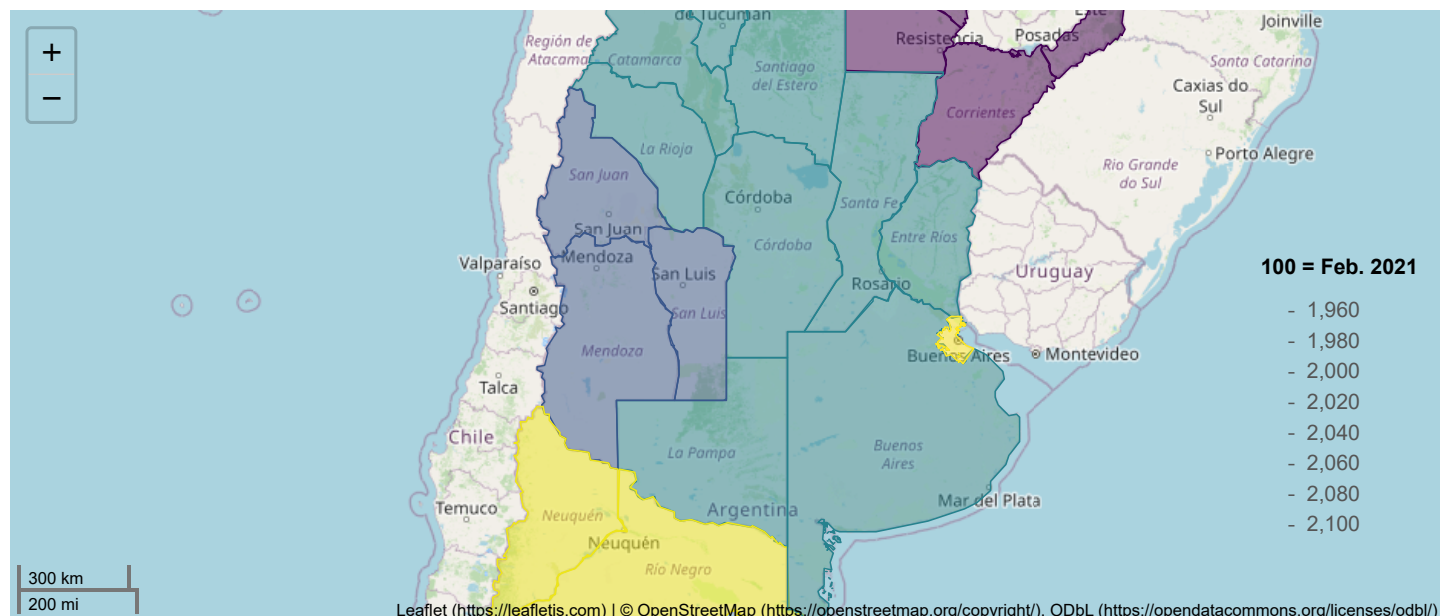 +
−
de Tucumán
Este
Joinville
Región de
Atacama
Catamarca
Resistencia
Posadas
Santa Catarina
Santiago
del Estero
Caxias do
Sul
Corrientes
La Rioja
Porto Alegre
Rio Grande
do Sul
San Juan
Córdoba
Santa Fe
San Juan
Entre Ríos
Córdoba
Valparaíso
Mendoza
San Luis
Uruguay
100 = Feb. 2021
Rosario
Santiago
San Luis
- 1,960
- 1,980
Mendoza
Buenos Aires
Montevideo
- 2,000
Talca
- 2,020
- 2,040
Chile
Buenos
Aires
La Pampa
- 2,060
- 2,080
Mar del Plata
Temuco
Argentina
Neuquén
- 2,100
Neuquén
Río Negro
300 km
200 mi
Leaflet (https://leafletjs.com) | © OpenStreetMap (https://openstreetmap.org/copyright/), ODbL (https://opendatacommons.org/licenses/odbl/)